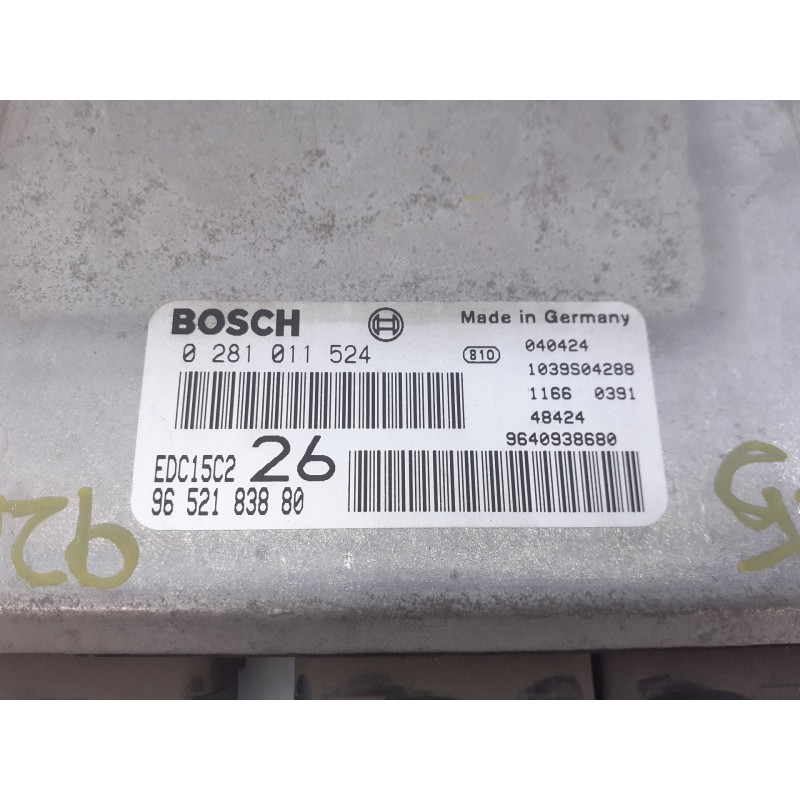 BOSCH
Made in Germany
0 281 011 524
810
040424
1039S04288
1166 0391
48424
9640938680
EDC15C2
26
96 521 838 80